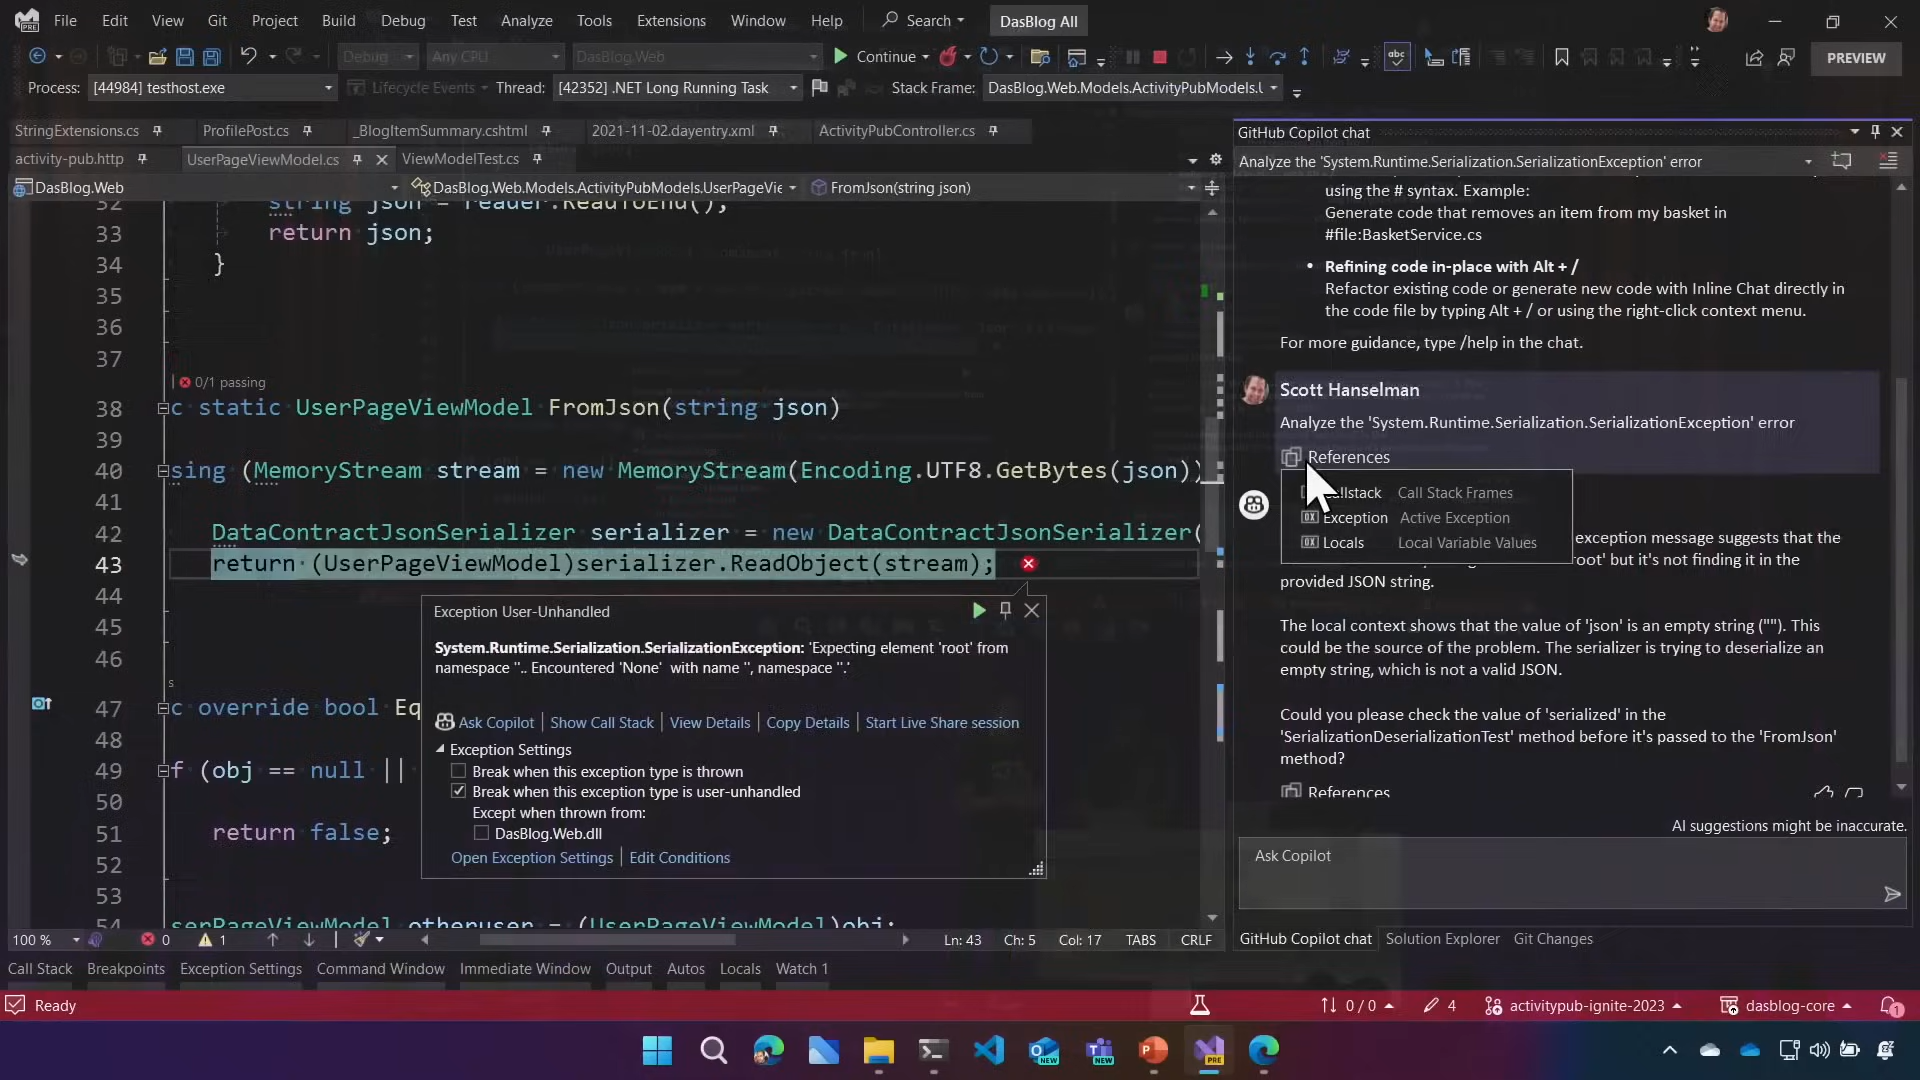 File Edit View Git Project Build Debug Test Analyze Tools Extensions Window Help Search DasBlog All
Debug Any CPU DasBlog.Web Continue PREVIEW
Process: [44984] testhost.exe Lifecycle Events Thread: [42352] .NET Long Running Task Stack Frame: DasBlog.Web.Models.ActivityPubModels.U
StringExtensions.cs ProfilePost.cs _BlogItemSummary.cshtml 2021-11-02.dayentry.xml ActivityPubController.cs
activity-pub.http UserPageViewModel.cs ViewModelTest.cs
DasBlog.Web DasBlog.Web.Models.ActivityPubModels.UserPageVie FromJson(string json)
32 string json = reader.ReadToEnd();
33 return json;
34 }
35
36
37
0/1 passing
38 c static UserPageViewModel FromJson(string json)
39
40 sing (MemoryStream stream = new MemoryStream(Encoding.UTF8.GetBytes(json))
41
42 DataContractJsonSerializer serializer = new DataContractJsonSerializer(
43 return (UserPageViewModel)serializer.ReadObject(stream);
44
45
46
s
47 c override bool Eq
48
49 f (obj == null ||
50
51 return false;
52
53
54 serPageViewModel otheruser = (UserPageViewModel)obj;
Exception User-Unhandled
System.Runtime.Serialization.SerializationException: 'Expecting element 'root' from
namespace ''.. Encountered 'None'  with name '', namespace ''.'
Ask Copilot | Show Call Stack | View Details | Copy Details | Start Live Share session
Exception Settings
Break when this exception type is thrown
Break when this exception type is user-unhandled
Except when thrown from:
DasBlog.Web.dll
Open Exception Settings | Edit Conditions
100 % 0 1 Ln: 43 Ch: 5 Col: 17 TABS CRLF
Call Stack Breakpoints Exception Settings Command Window Immediate Window Output Autos Locals Watch 1
GitHub Copilot chat
Analyze the 'System.Runtime.Serialization.SerializationException' error
using the # syntax. Example:
Generate code that removes an item from my basket in
#file:BasketService.cs
• Refining code in-place with Alt + /
Refactor existing code or generate new code with Inline Chat directly in
the code file by typing Alt + / or using the right-click context menu.
For more guidance, type /help in the chat.
Scott Hanselman
Analyze the 'System.Runtime.Serialization.SerializationException' error
References
allstack Call Stack Frames
Exception Active Exception
Locals Local Variable Values
exception message suggests that the
oot' but it's not finding it in the
provided JSON string.
The local context shows that the value of 'json' is an empty string (""). This
could be the source of the problem. The serializer is trying to deserialize an
empty string, which is not a valid JSON.
Could you please check the value of 'serialized' in the
'SerializationDeserializationTest' method before it's passed to the 'FromJson'
method?
References
AI suggestions might be inaccurate.
Ask Copilot
GitHub Copilot chat Solution Explorer Git Changes
Ready 0 / 0 4 activitypub-ignite-2023 dasblog-core 1